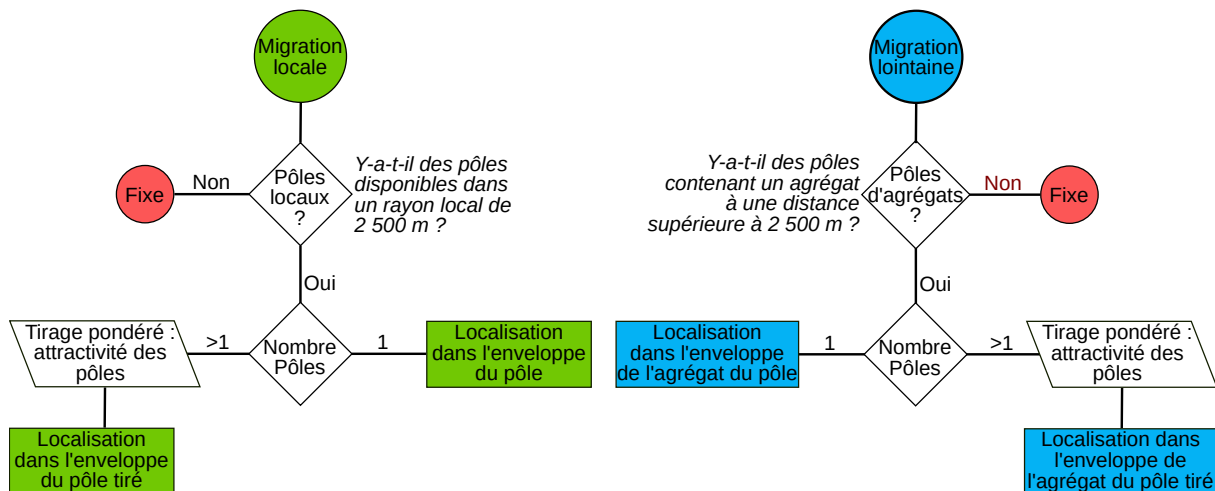 Migration
locale
Pôles
locaux
?
Y-a-t-il des pôles
disponibles dans
un rayon local de
2 500 m ?
Non
Fixe
Oui
Nombre
Pôles
>1
1
Tirage pondéré :
attractivité des
pôles
Localisation
dans l'enveloppe
du pôle
Localisation
dans l'enveloppe
du pôle tiré
Migration
lointaine
Y-a-t-il des pôles
contenant un agrégat
à une distance
supérieure à 2 500 m ?
Pôles
d'agrégats
?
Non
Fixe
Oui
Nombre
Pôles
1
>1
Localisation
dans l'enveloppe
de l'agrégat du pôle
Tirage pondéré :
attractivité des
pôles
Localisation dans
l'enveloppe de
l'agrégat du pôle tiré